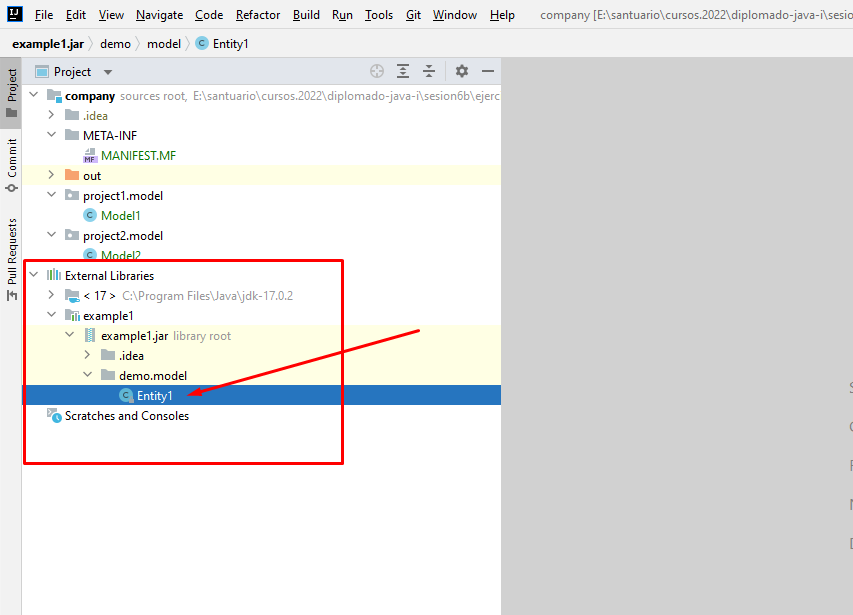 IJ File Edit View Navigate Code Refactor Build Run Tools Git Window Help company [E:\santuario\cursos.2022\diplomado-java-i\sesio
example1.jar demo model C Entity1
Project
Commit
Pull Requests
Project
company sources root, E:\santuario\cursos.2022\diplomado-java-i\sesion6b\ejerc
.idea
META-INF
MF MANIFEST.MF
out
project1.model
C Model1
project2.model
C Model2
External Libraries
< 17 > C:\Program Files\Java\jdk-17.0.2
example1
example1.jar library root
.idea
demo.model
C Entity1
Scratches and Consoles